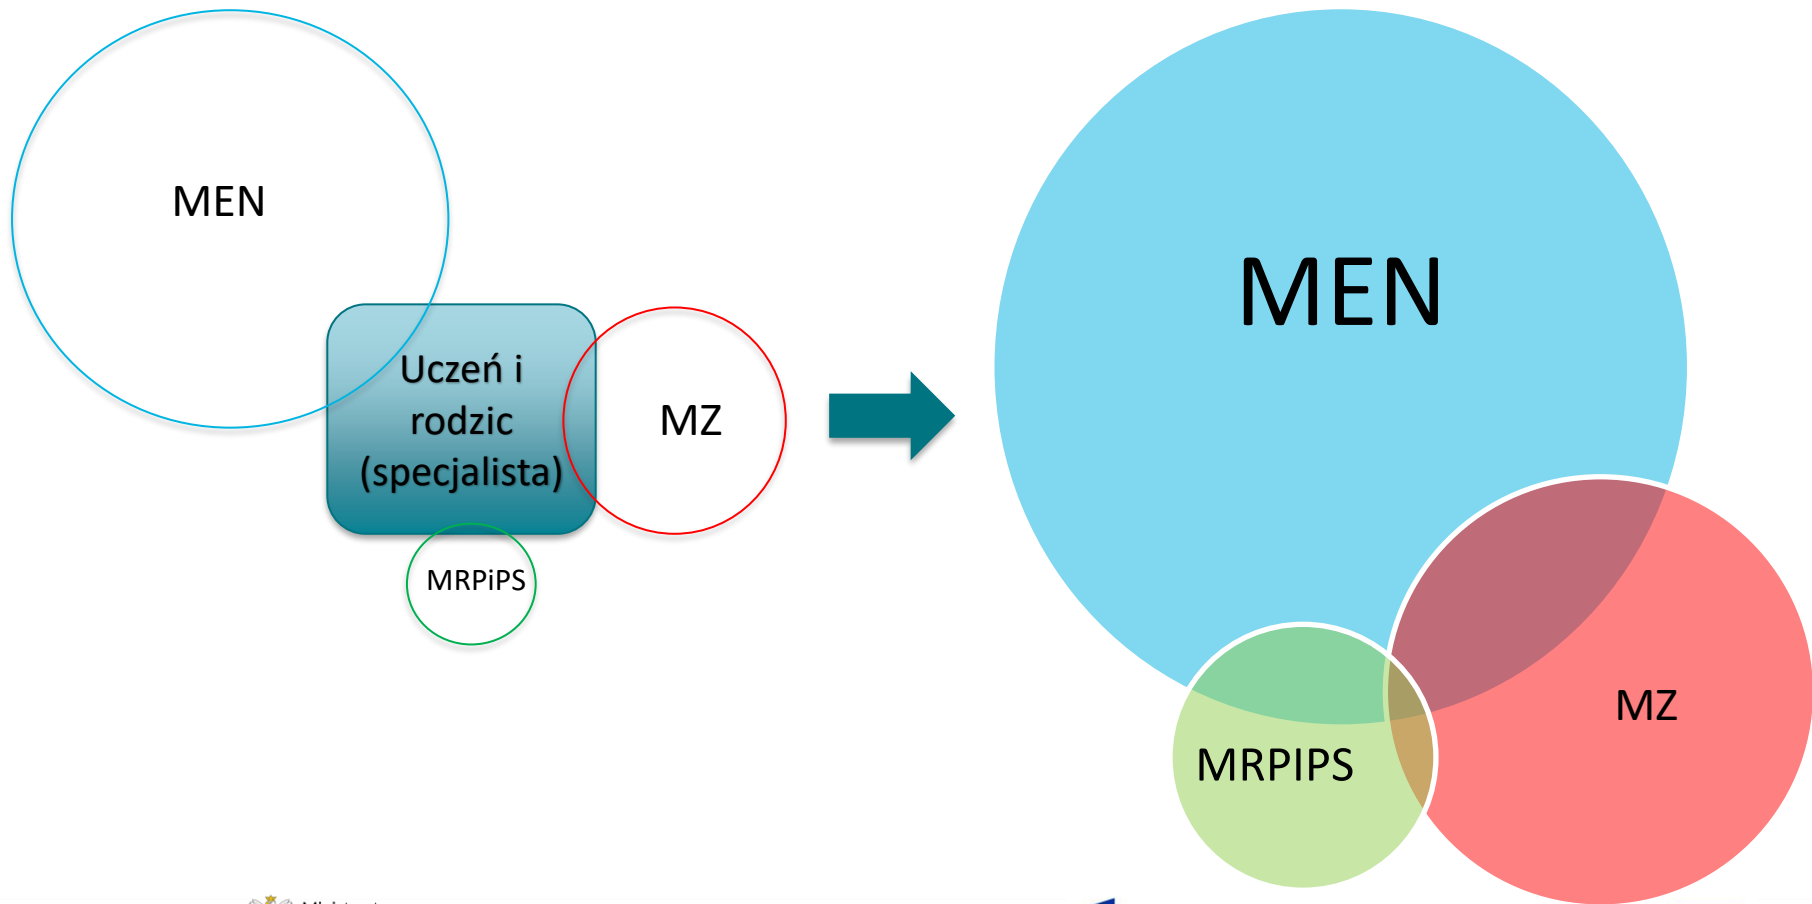 MEN
Uczeń i
rodzic
(specjalista)
MZ
MRPiPS
MEN
MZ
MRPIPS